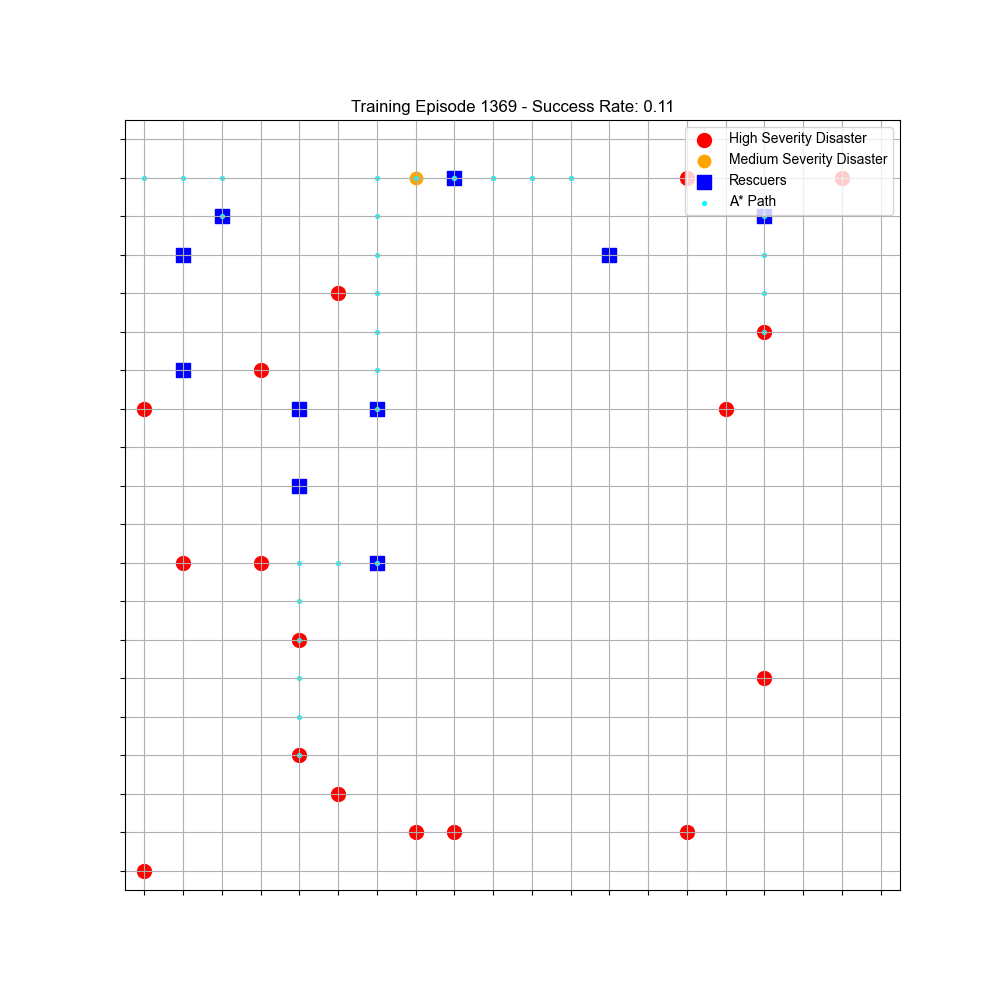 Training Episode 1369 - Success Rate: 0.11
High Severity Disaster
Medium Severity Disaster
Rescuers
A* Path